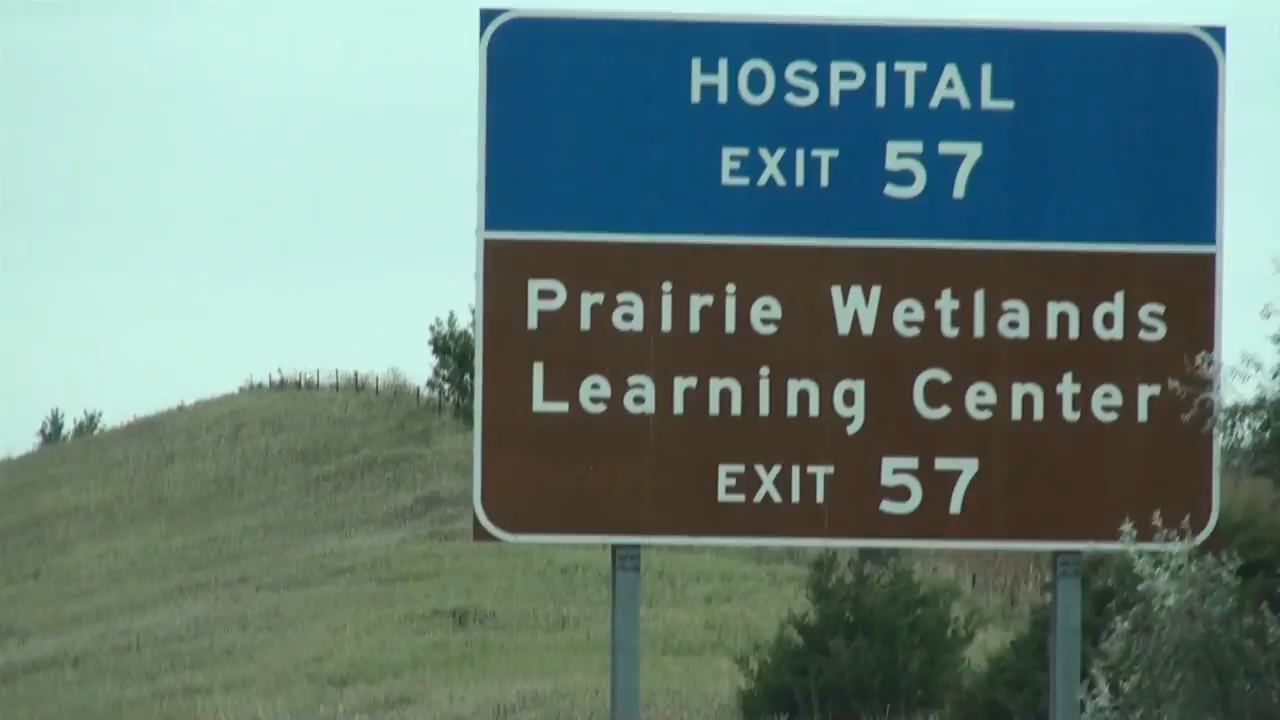 HOSPITAL
EXIT 57
Prairie Wetlands
Learning Center
EXIT 57